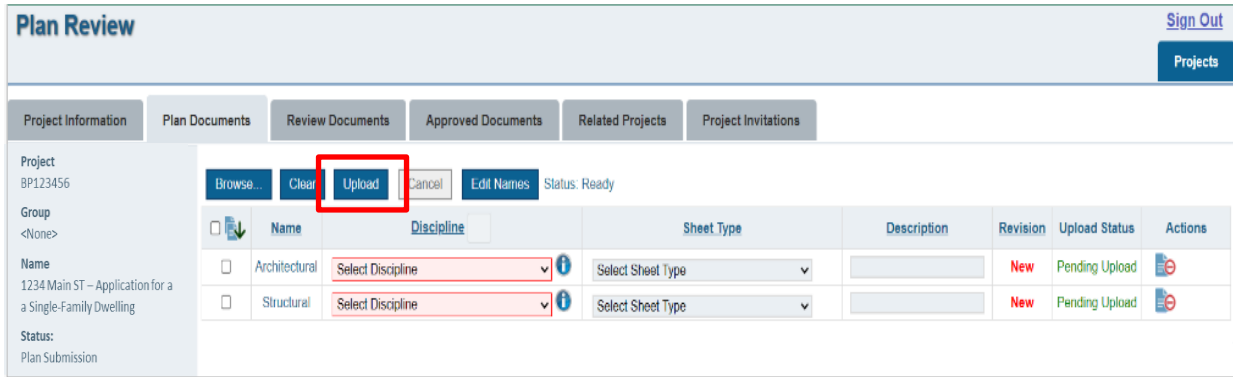 Plan Review
Sign Out
Projects
Project Information Plan Documents Review Documents Approved Documents Related Projects Project Invitations
Project
BP123456
Group
<None>
Name
1234 Main ST – Application for a
a Single-Family Dwelling
Status:
Plan Submission
Browse... Clear Upload Cancel Edit Names Status: Ready
Name Discipline Sheet Type Description Revision Upload Status Actions
Architectural Select Discipline Select Sheet Type New Pending Upload
Structural Select Discipline Select Sheet Type New Pending Upload